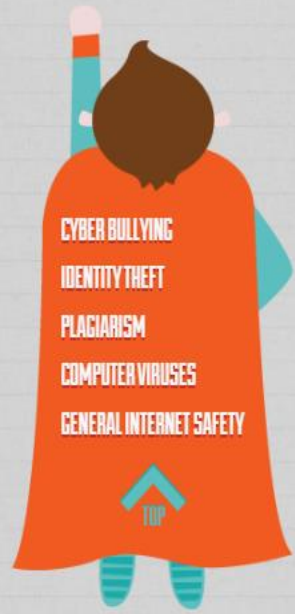 CYBER BULLYING
IDENTITY THEFT
PLAGIARISM
COMPUTER VIRUSES
GENERAL INTERNET SAFETY
TOP